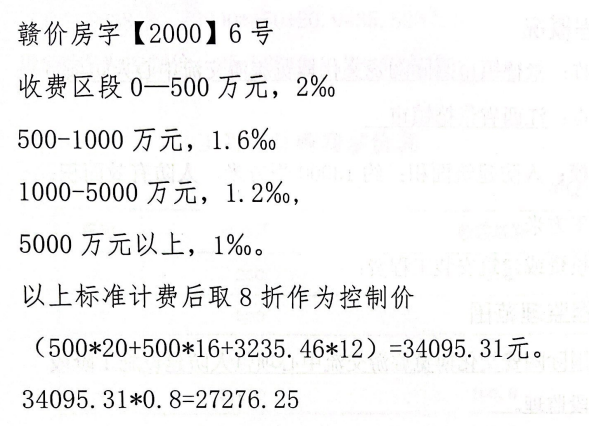 赣价房字【2000】6 号
收费区段 0—500 万元，2‰
500-1000 万元，1.6‰
1000-5000 万元，1.2‰,
5000 万元以上，1‰。
以上标准计费后取 8 折作为控制价
（500*20+500*16+3235.46*12）=34095.31元。
34095.31*0.8=27276.25